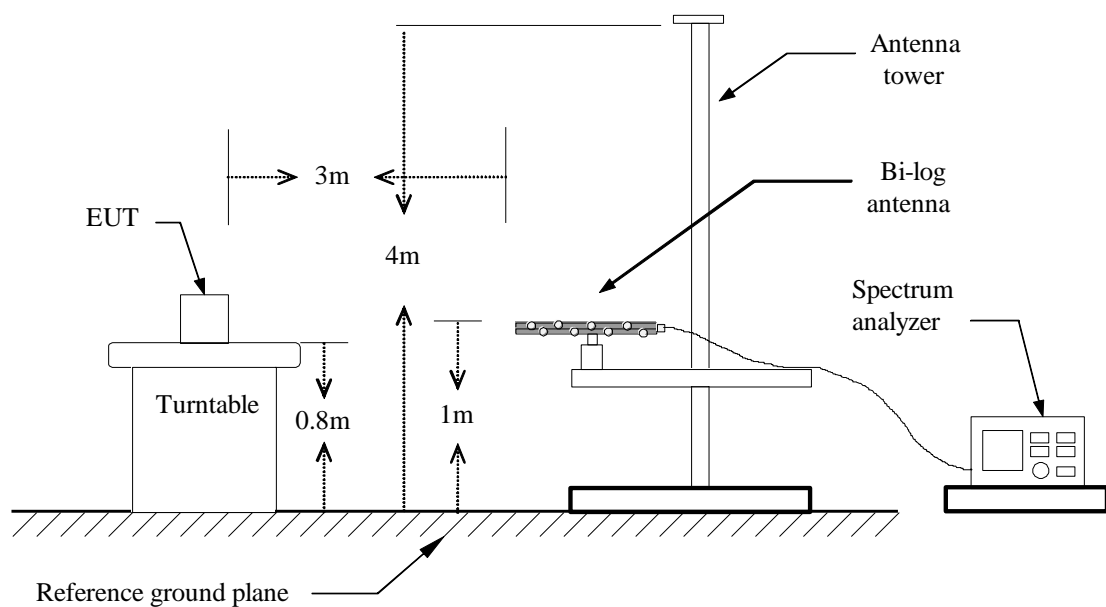 Antenna
tower
3m
Bi-log
antenna
EUT
4m
Spectrum
analyzer
Turntable
0.8m
1m
Reference ground plane